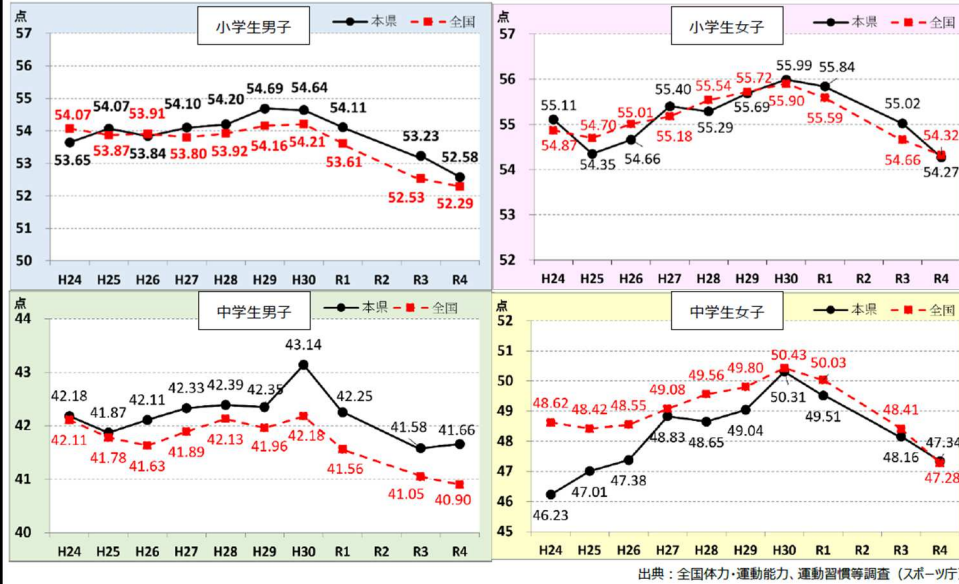 点
小学生男子
本県 全国
57
56
55
54
53
52
51
50
54.07 54.07 53.91 54.10 54.20 54.69 54.64 54.11 53.23 52.58
53.65 53.87 53.84 53.80 53.92 54.16 54.21 53.61 52.53 52.29
H24 H25 H26 H27 H28 H29 H30 R1 R2 R3 R4
点
小学生女子
本県 全国
57
56
55
54
53
52
55.11 54.70 55.01 55.40 55.54 55.72 55.99 55.84 55.02 54.32
54.87 54.35 54.66 55.18 55.29 55.69 55.90 55.59 54.66 54.27
H24 H25 H26 H27 H28 H29 H30 R1 R2 R3 R4
点
中学生男子
本県 全国
44
43
42
41
40
42.18 41.87 42.11 42.33 42.39 42.35 43.14 42.25 41.58 41.66
42.11 41.78 41.63 41.89 42.13 41.96 42.18 41.56 41.05 40.90
H24 H25 H26 H27 H28 H29 H30 R1 R2 R3 R4
点
中学生女子
本県 全国
52
51
50
49
48
47
46
45
48.62 48.42 48.55 49.08 49.56 49.80 50.43 50.03 48.41 47.34
46.23 47.01 47.38 48.83 48.65 49.04 50.31 49.51 48.16 47.28
H24 H25 H26 H27 H28 H29 H30 R1 R2 R3 R4
出典：全国体力・運動能力、運動習慣等調査（スポーツ庁